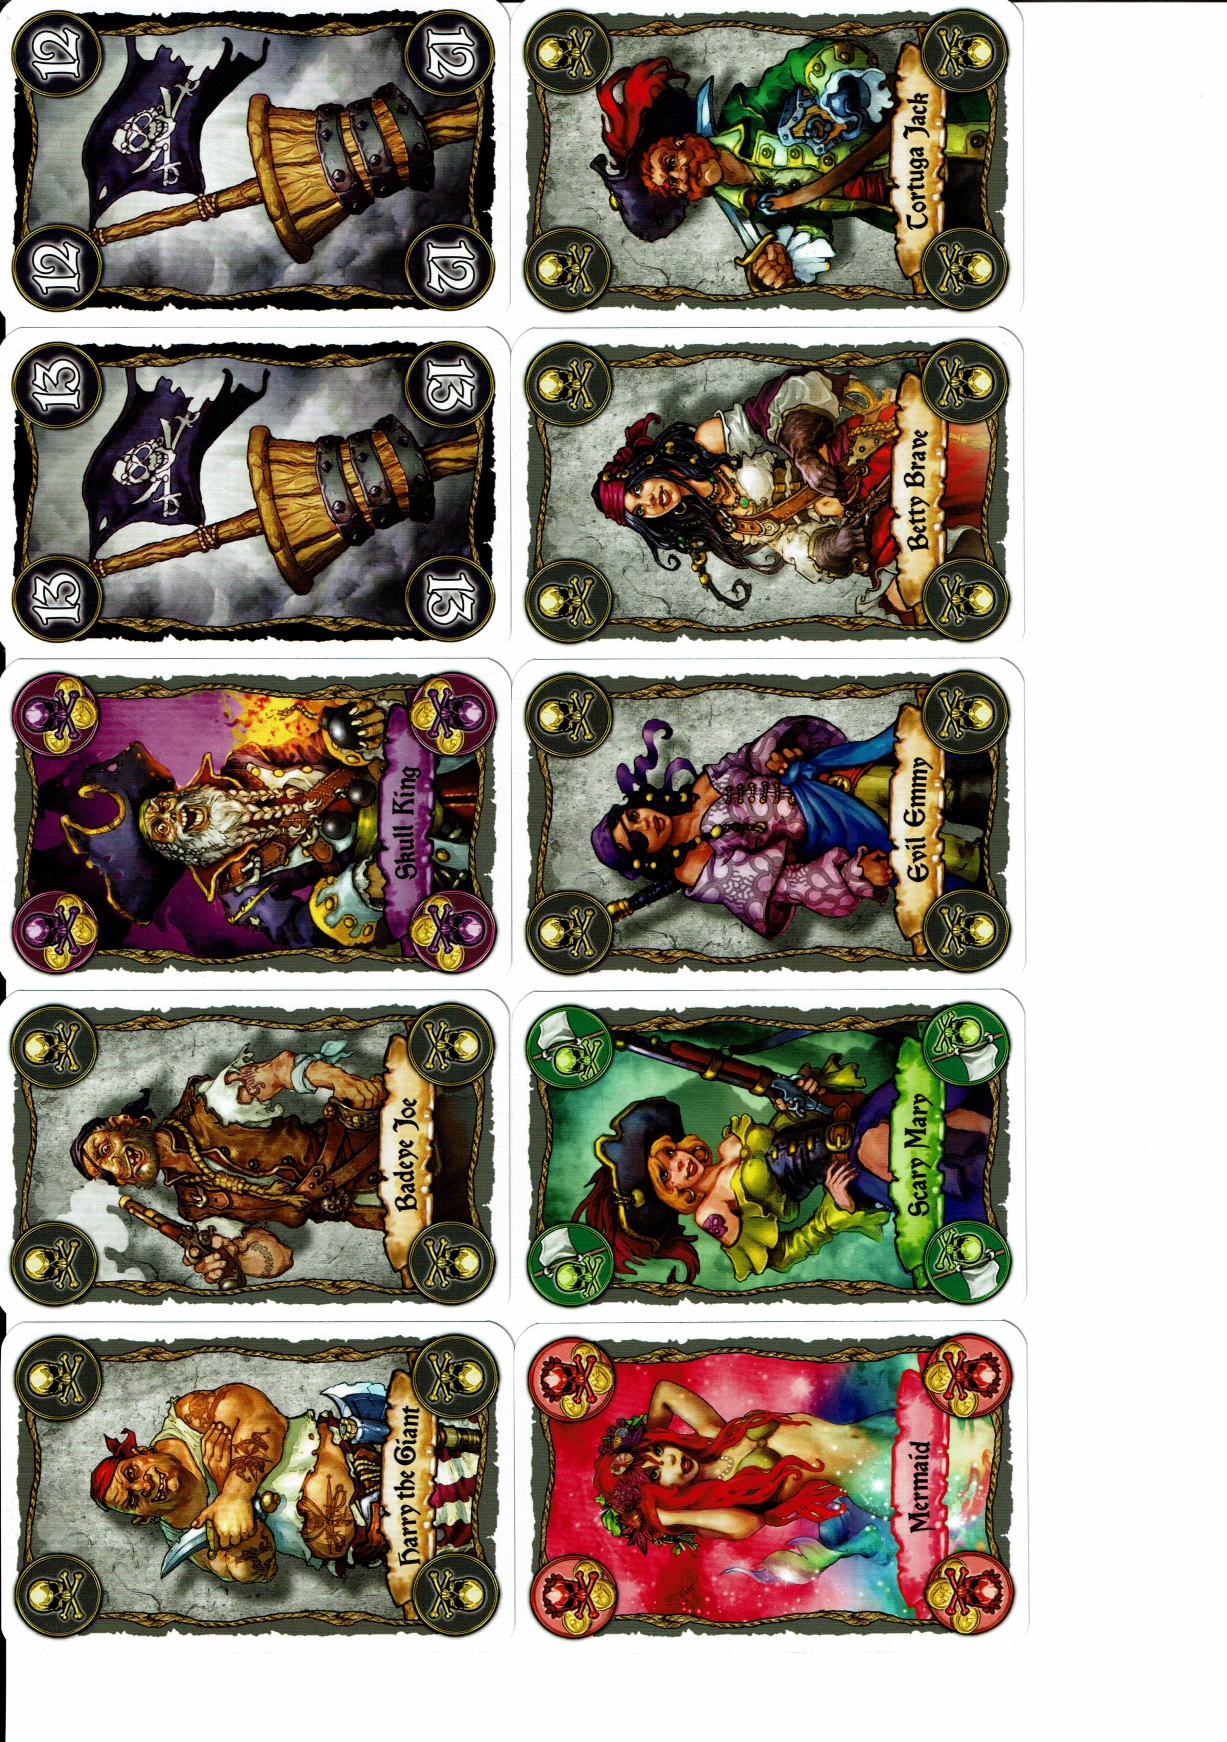 12
12
12
12
13
13
13
13
Skull King
Badeye Joe
Harry the Giant
Tortuga Jack
Betty Brave
Evil Emmy
Scary Mary
Mermaid